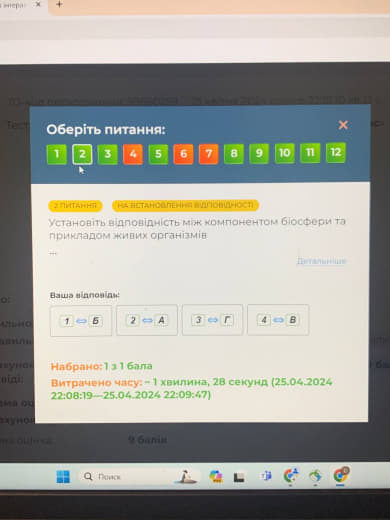 Оберіть питання:
1 2 3 4 5 6 7 8 9 10 11 12
2 ПИТАННЯ НА ВСТАНОВЛЕННЯ ВІДПОВІДНОСТІ
Установіть відповідність між компонентом біосфери та
прикладом живих організмів
...
Детальніше
Ваша відповідь:
1 ⇔ Б 2 ⇔ А 3 ⇔ Г 4 ⇔ В
Набрано: 1 з 1 бала
Витрачено часу: ~ 1 хвилина, 28 секунд (25.04.2024
22:08:19—25.04.2024 22:09:47)
9 балів
Поиск